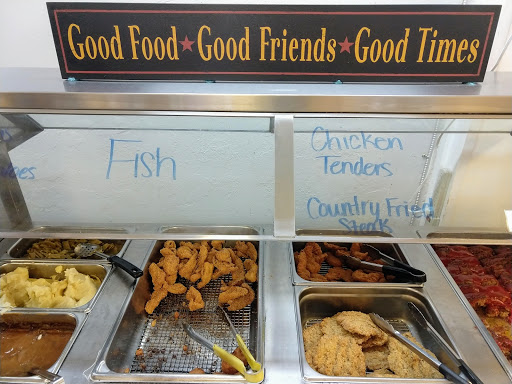 Good Food★Good Friends★Good Times
Fish
Chicken
Tenders
Country Fried
Steak